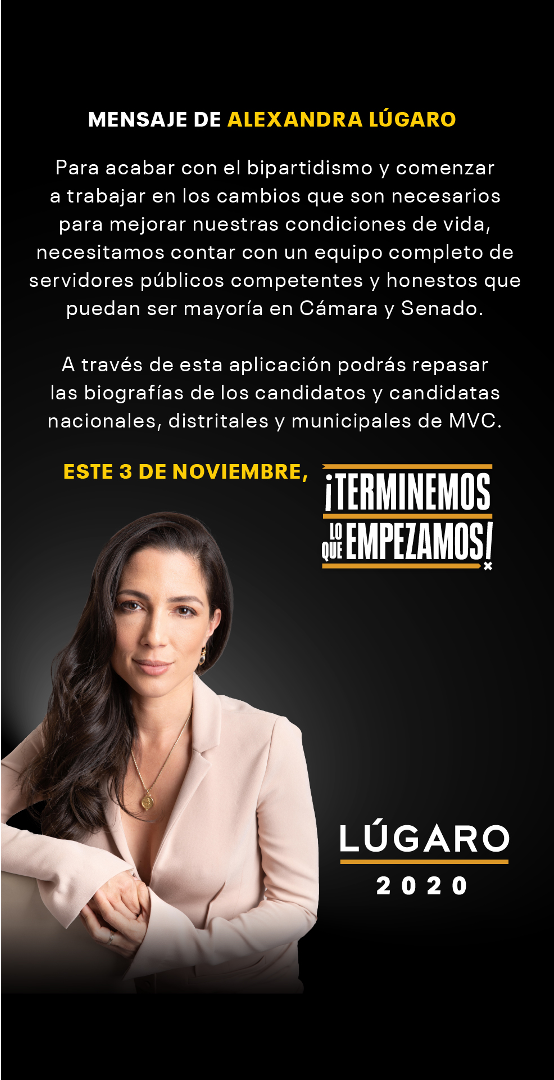 MENSAJE DE ALEXANDRA LÚGARO
Para acabar con el bipartidismo y comenzar
a trabajar en los cambios que son necesarios
para mejorar nuestras condiciones de vida,
necesitamos contar con un equipo completo de
servidores públicos competentes y honestos que
puedan ser mayoría en Cámara y Senado.
A través de esta aplicación podrás repasar
las biografías de los candidatos y candidatas
nacionales, distritales y municipales de MVC.
ESTE 3 DE NOVIEMBRE,
¡TERMINEMOS
LO QUE EMPEZAMOS!
LÚGARO
2020